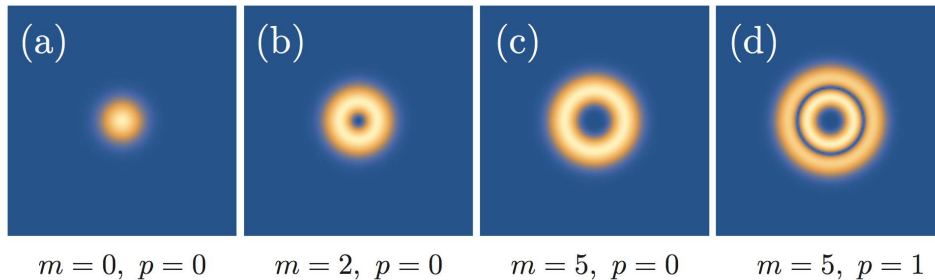 (a) (b) (c) (d)
m = 0, p = 0 m = 2, p = 0 m = 5, p = 0 m = 5, p = 1